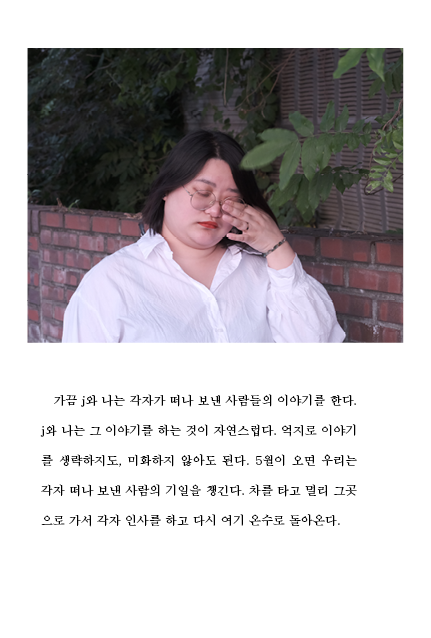 가끔 j와 나는 각자가 떠나 보낸 사람들의 이야기를 한다.
j와 나는 그 이야기를 하는 것이 자연스럽다. 억지로 이야기
를 생략하지도, 미화하지 않아도 된다. 5월이 오면 우리는
각자 떠나 보낸 사람의 기일을 챙긴다. 차를 타고 멀리 그곳
으로 가서 각자 인사를 하고 다시 여기 온수로 돌아온다.